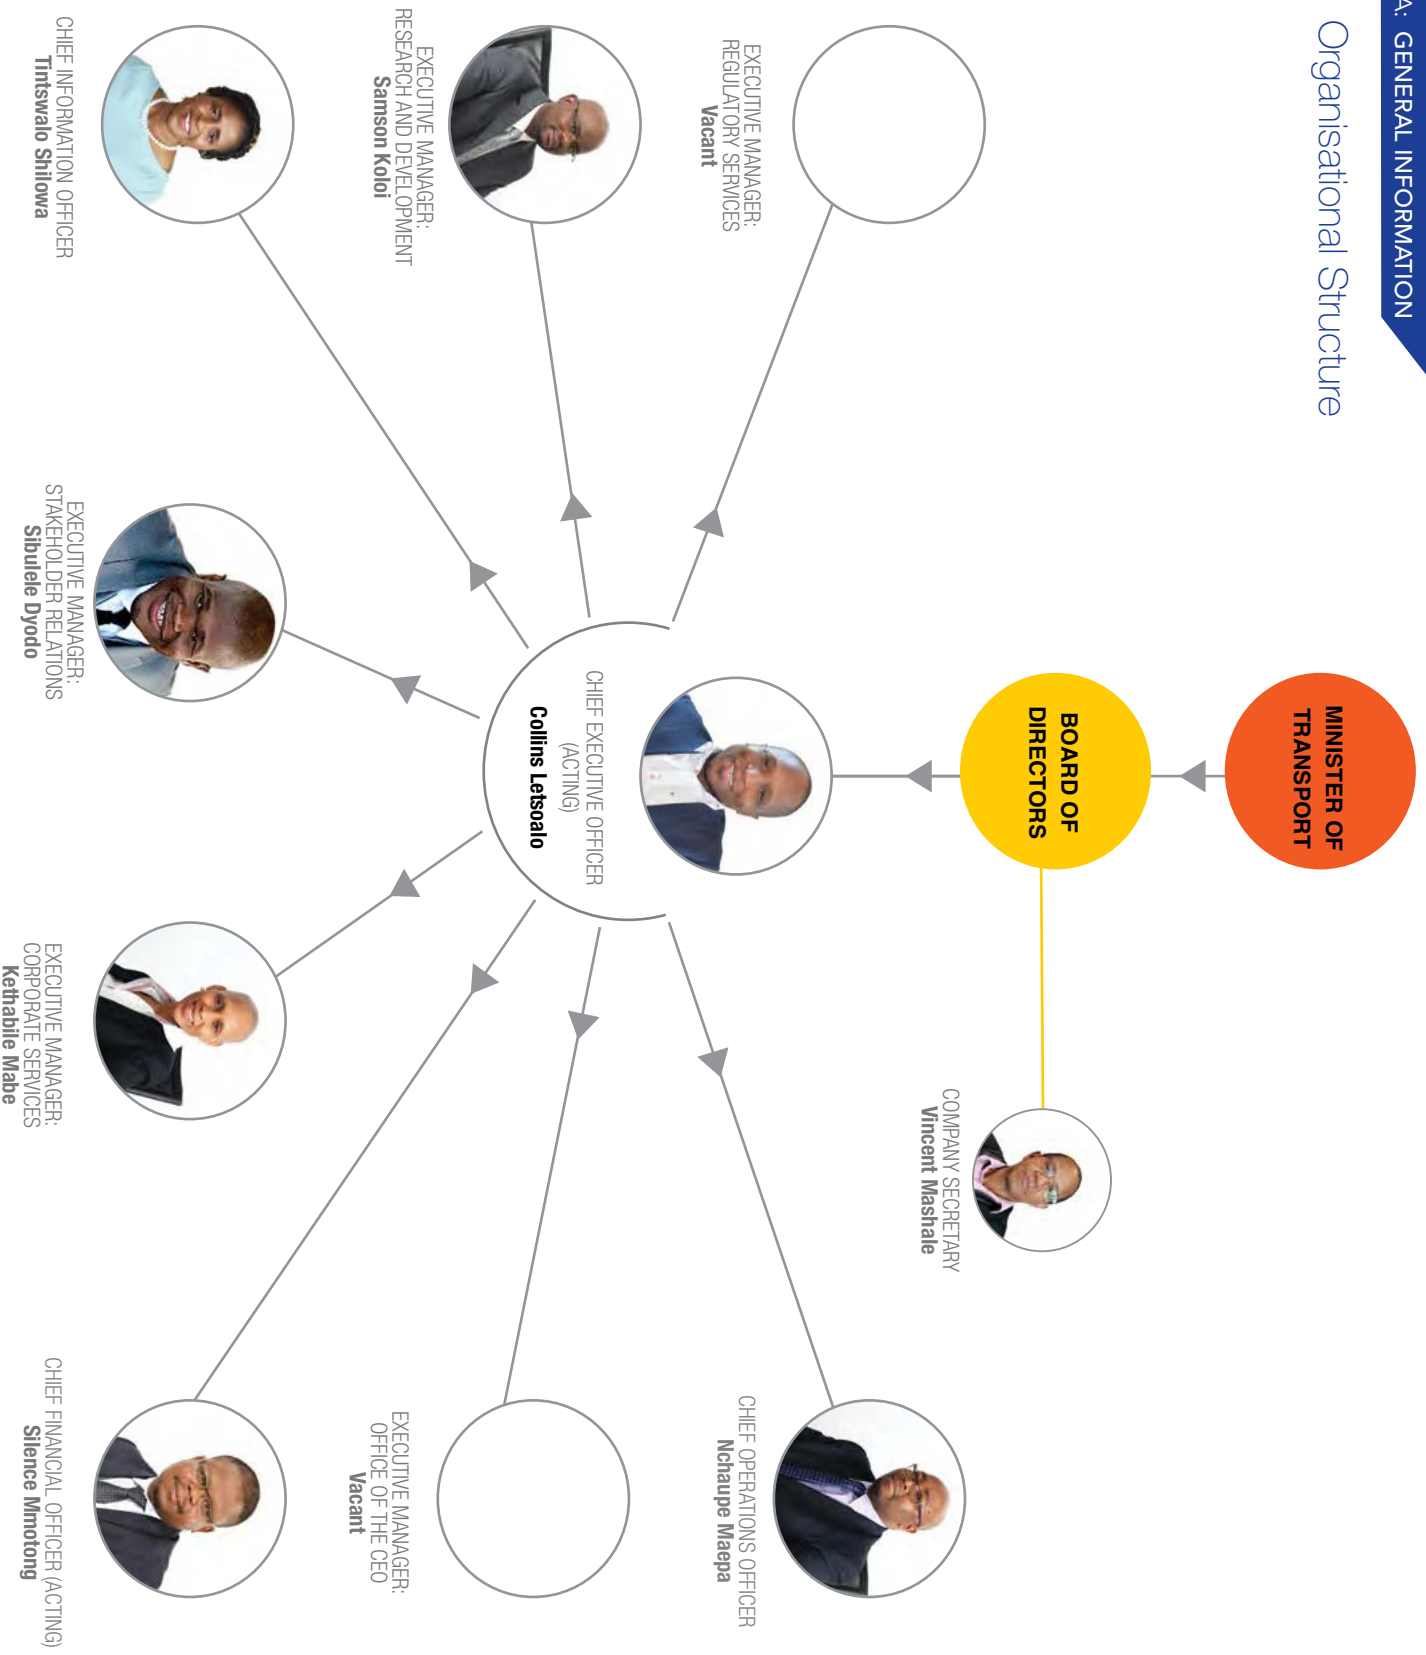 A: GENERAL INFORMATION
Organisational Structure
MINISTER OF
TRANSPORT
BOARD OF
DIRECTORS
COMPANY SECRETARY
Vincent Mashale
CHIEF EXECUTIVE OFFICER
(ACTING)
Collins Letsoalo
EXECUTIVE MANAGER:
REGULATORY SERVICES
Vacant
EXECUTIVE MANAGER:
RESEARCH AND DEVELOPMENT
Samson Koloi
CHIEF INFORMATION OFFICER
Tintswalo Shilowa
EXECUTIVE MANAGER:
STAKEHOLDER RELATIONS
Sibulele Dyodo
EXECUTIVE MANAGER:
CORPORATE SERVICES
Kethabile Mabe
CHIEF FINANCIAL OFFICER (ACTING)
Silence Mmotong
EXECUTIVE MANAGER:
OFFICE OF THE CEO
Vacant
CHIEF OPERATIONS OFFICER
Nchaupe Maepa